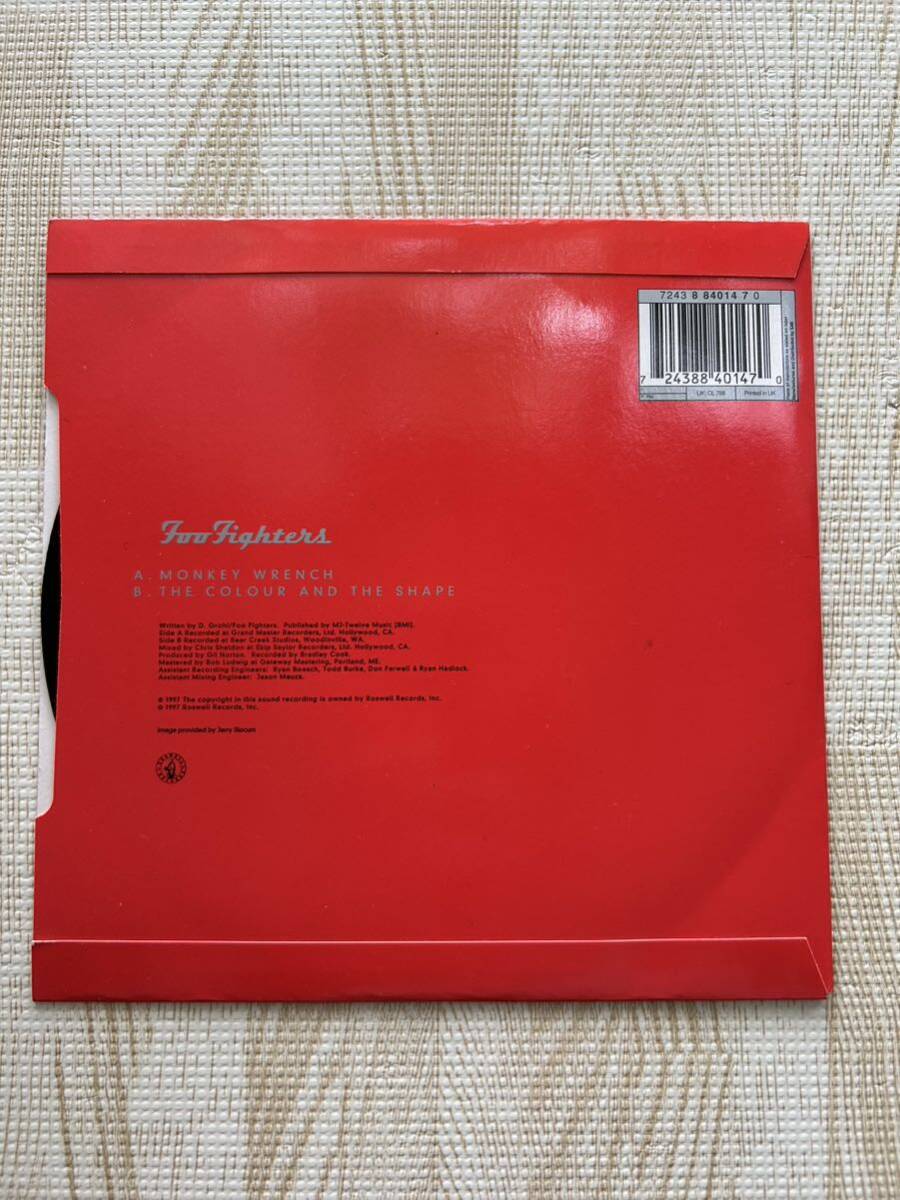 7243 8 84014 7 0
7 24388 40147 0
UK: CL 788
Printed in UK
Foo Fighters
A. MONKEY WRENCH
B. THE COLOUR AND THE SHAPE
Written by D. Grohl/Foo Fighters. Published by MJ-Twelve Music (BMI).
Side A Recorded at Grand Master Recorders, Ltd. Hollywood, CA.
Side B Recorded at Bear Creek Studios, Woodinville, WA.
Mixed by Chris Sheldon at Skip Saylor Recorders, Ltd. Hollywood, CA.
Produced by Gil Norton. Recorded by Bradley Cook.
Mastered by Bob Ludwig at Gateway Mastering, Portland, ME.
Assistant Recording Engineers: Ryan Boesch, Todd Burke, Don Farwell & Ryan Hadlock.
Assistant Mixing Engineer: Jason Mauza.
℗ 1997 The copyright in this sound recording is owned by Roswell Records, Inc.
© 1997 Roswell Records, Inc.
Image provided by Jerry Slocum